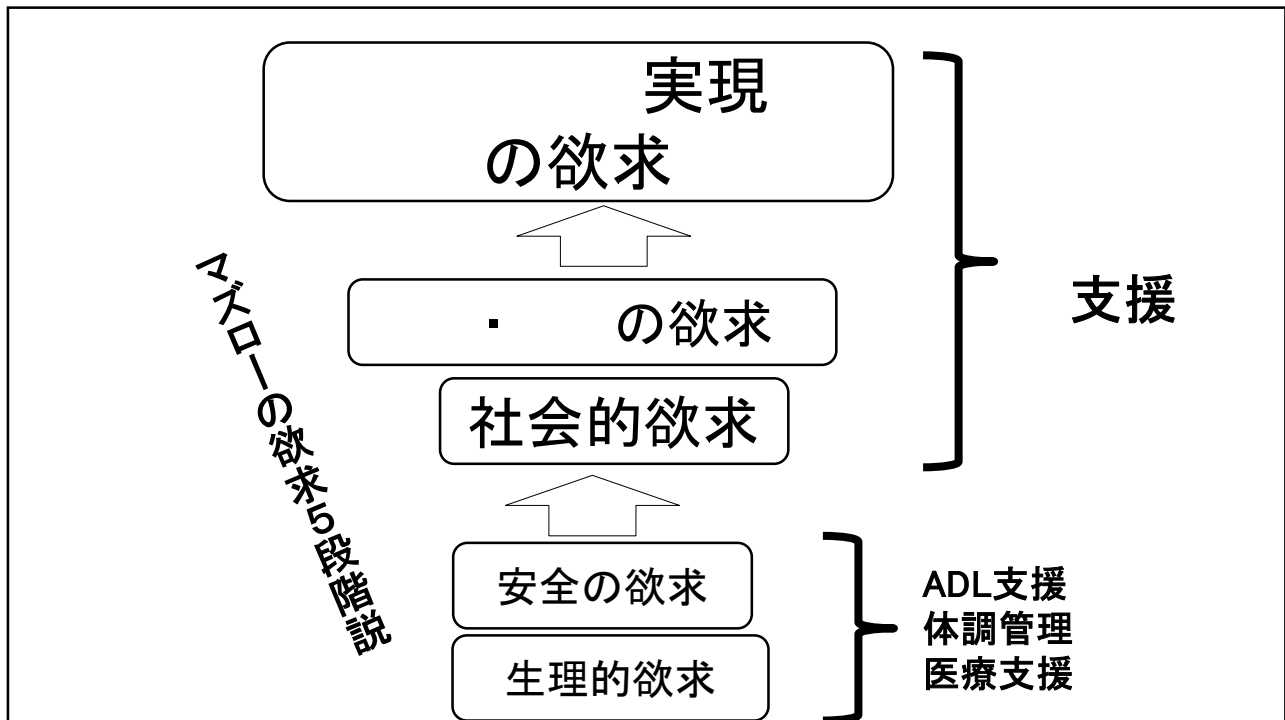 実現
の欲求
・ の欲求
社会的欲求
マズローの欲求5段階説
支援
安全の欲求
生理的欲求
ADL支援
体調管理
医療支援